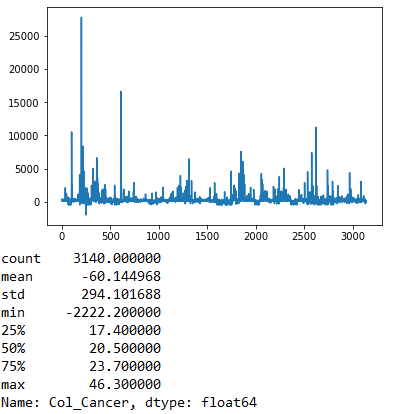 25000
20000
15000
10000
5000
0
0 500 1000 1500 2000 2500 3000
count 3140.000000
mean -60.144968
std 294.101688
min -2222.200000
25% 17.400000
50% 20.500000
75% 23.700000
max 46.300000
Name: Col_Cancer, dtype: float64